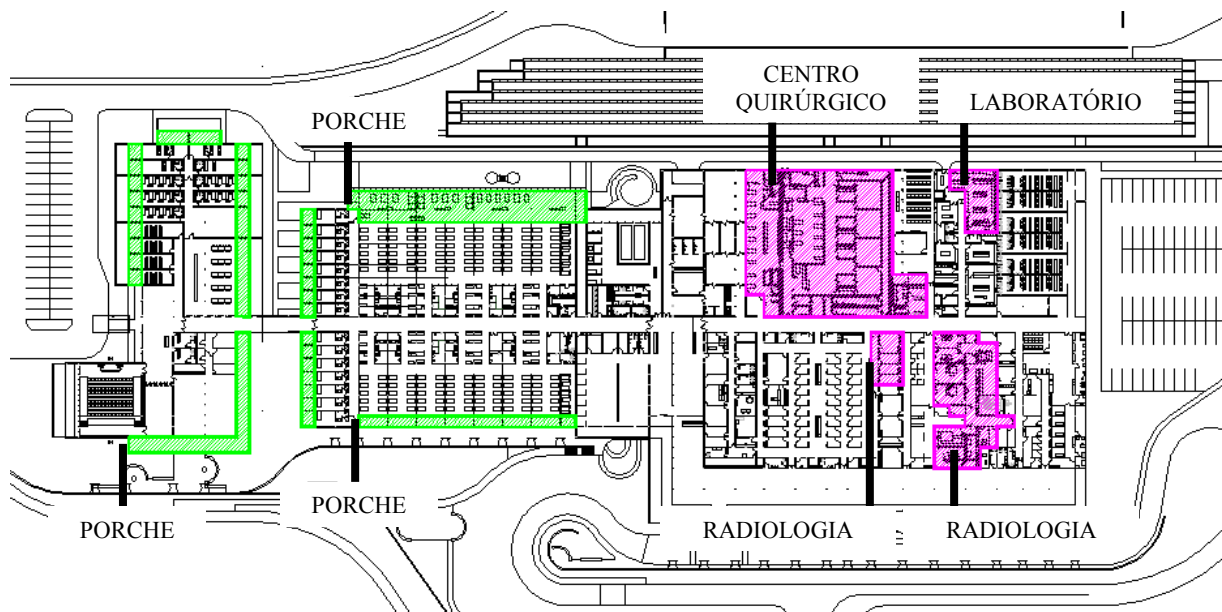 CENTRO
QUIRÚRGICO
LABORATÓRIO
PORCHE
PORCHE
PORCHE
RADIOLOGIA
RADIOLOGIA